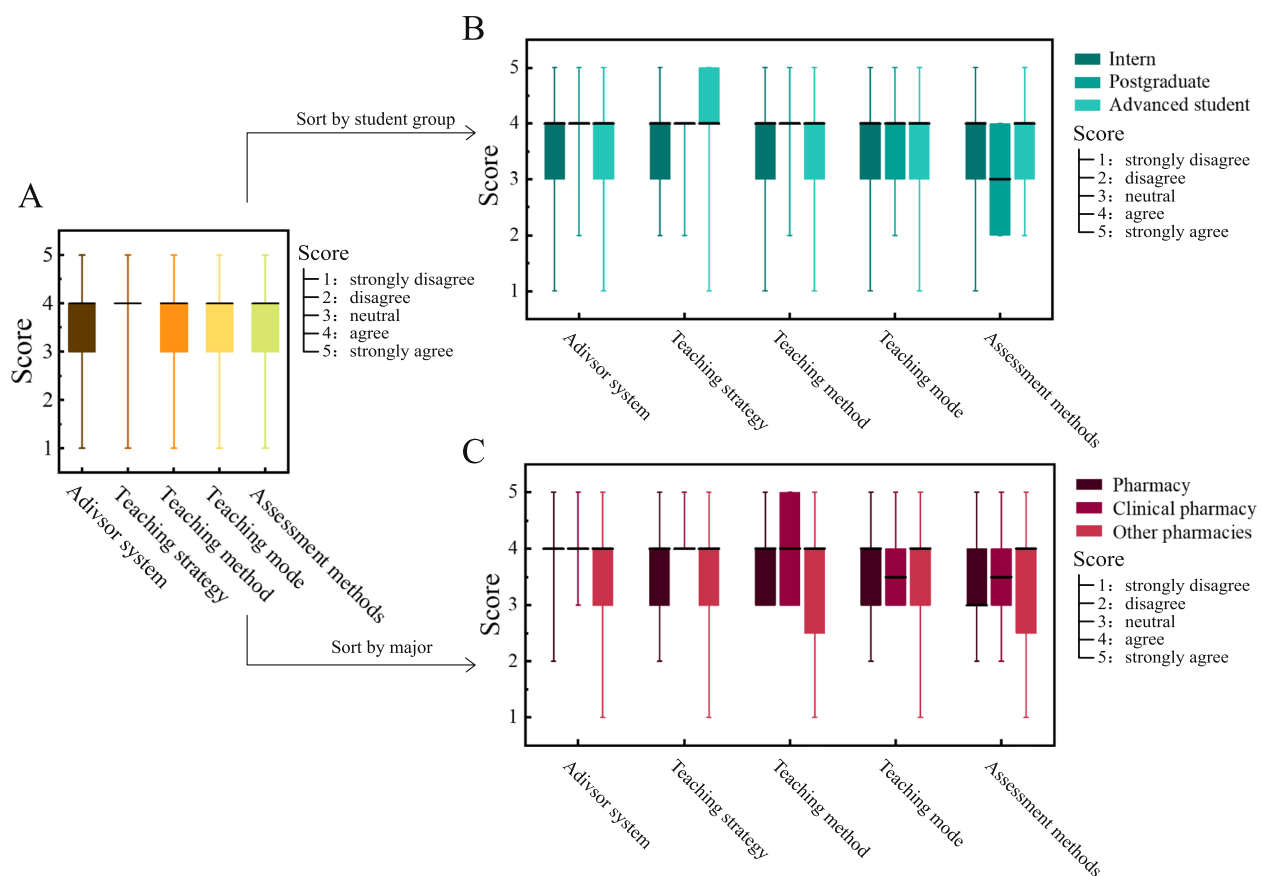 A
Score
5
4
3
2
1
Adivsor system
Teaching strategy
Teaching method
Teaching mode
Assessment methods
Score
1: strongly disagree
2: disagree
3: neutral
4: agree
5: strongly agree
Sort by student group
Sort by major
B
Score
5
4
3
2
1
Adivsor system
Teaching strategy
Teaching method
Teaching mode
Assessment methods
Intern
Postgraduate
Advanced student
Score
1: strongly disagree
2: disagree
3: neutral
4: agree
5: strongly agree
C
Score
5
4
3
2
1
Adivsor system
Teaching strategy
Teaching method
Teaching mode
Assessment methods
Pharmacy
Clinical pharmacy
Other pharmacies
Score
1: strongly disagree
2: disagree
3: neutral
4: agree
5: strongly agree